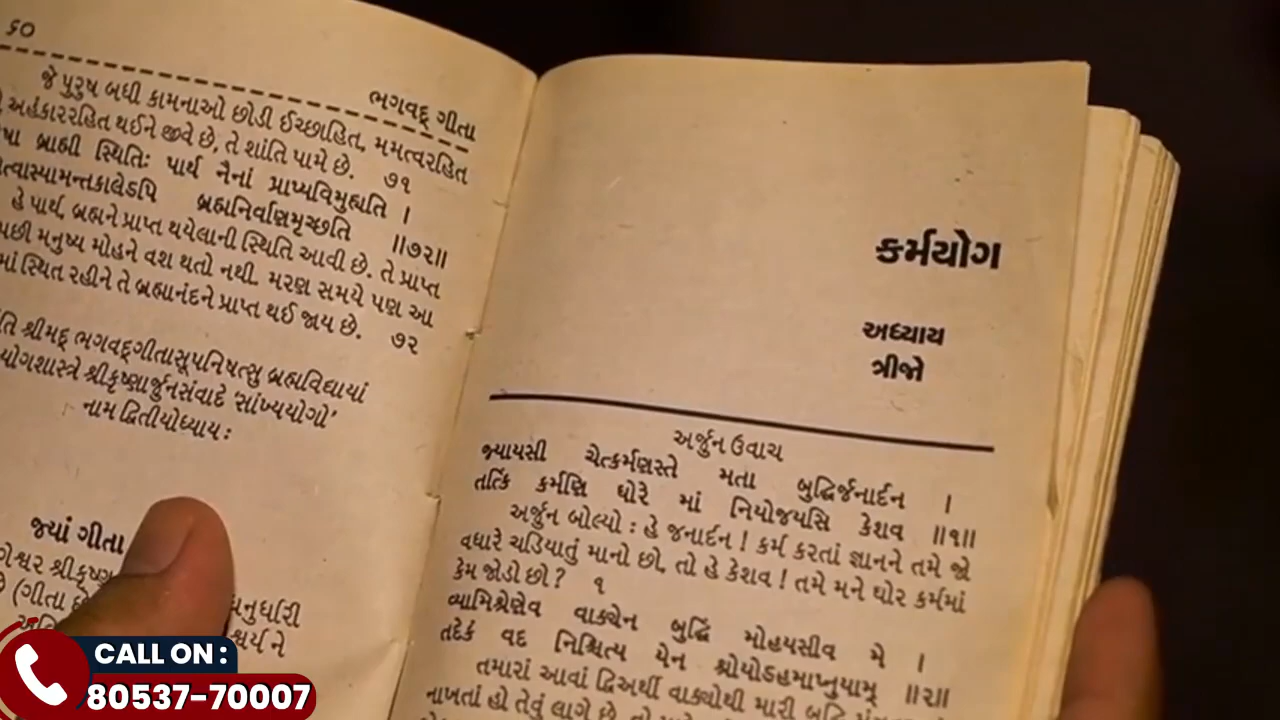 ૬૦
ભગવદ્ ગીતા
જે પુરુષ બધી કામનાઓ છોડી ઈચ્છાહિત, મમત્વરહિત
અહંકારરહિત થઈને જીવે છે, તે શાંતિ પામે છે. ૭૧
બ્રાહ્મી સ્થિતિઃ પાર્થ નૈનાં પ્રાપ્યવિમુહ્યતિ ।
બ્રહ્મનિર્વાણમૃચ્છતિ ॥૭૨॥
હે પાર્થ, બ્રહ્મને પ્રાપ્ત થયેલાની સ્થિતિ આવી છે. તે પ્રાપ્ત
પછી મનુષ્ય મોહને વશ થતો નથી. મરણ સમયે પણ આ
માં સ્થિત રહીને તે બ્રહ્માનંદને પ્રાપ્ત થઈ જાય છે. ૭૨
શ્રીમદ્ ભગવદ્ગીતાસૂપનિષત્સુ બ્રહ્મવિદ્યાયાં
યોગશાસ્ત્રે શ્રીકૃષ્ણાર્જુનસંવાદે 'સાંખ્યયોગો'
નામ દ્વિતીયોધ્યાયઃ
જ્યાં ગીતા
શ્રીકૃષ્ણ
(ગીતા
કર્મયોગ
અધ્યાય
ત્રીજો
અર્જુન ઉવાચ
જ્યાયસી ચેત્કર્મણસ્તે મતા બુદ્ધિર્જનાર્દન ।
તર્ત્કિ કર્મણિ ઘોરે માં નિયોજયસિ કેશવ ॥૧॥
અર્જુન બોલ્યો : હે જનાર્દન ! કર્મ કરતાં જ્ઞાનને તમે જો
વધારે ચડિયાતું માનો છો, તો હે કેશવ ! તમે મને ઘોર કર્મમાં
કેમ જોડો છો ? ૧
વ્યામિશ્રેણેવ વાક્યેન બુદ્ધિં મોહયસીવ મે ।
તદેકં વદ નિશ્ચિત્ય યેન શ્રોયોઽહમાપ્નુયામ્ ॥૨॥
તમારાં આવાં દ્વિઅર્થી વાક્યોથી મારી બુદ્ધિ
નાખતાં હો તેવું લાગે છે.
CALL ON :
80537-70007